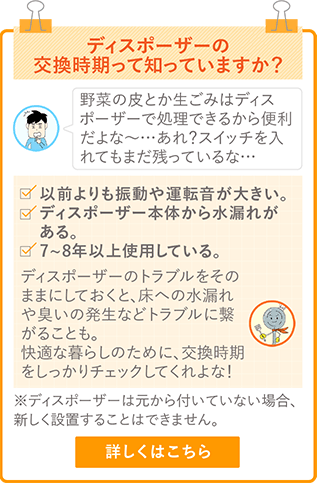 ディスポーザーの
交換時期って知っていますか？
野菜の皮とか生ごみはディス
ポーザーで処理できるから便利
だよな〜…あれ？スイッチを入
れてもまだ残っているな…
以前よりも振動や運転音が大きい。
ディスポーザー本体から水漏れが
ある。
7~8年以上使用している。
ディスポーザーのトラブルをその
ままにしておくと、床への水漏れ
や臭いの発生などトラブルに繋
がることも。
快適な暮らしのために、交換時期
をしっかりチェックしてくれよな！
※ディスポーザーは元から付いていない場合、
新しく設置することはできません。
詳しくはこちら